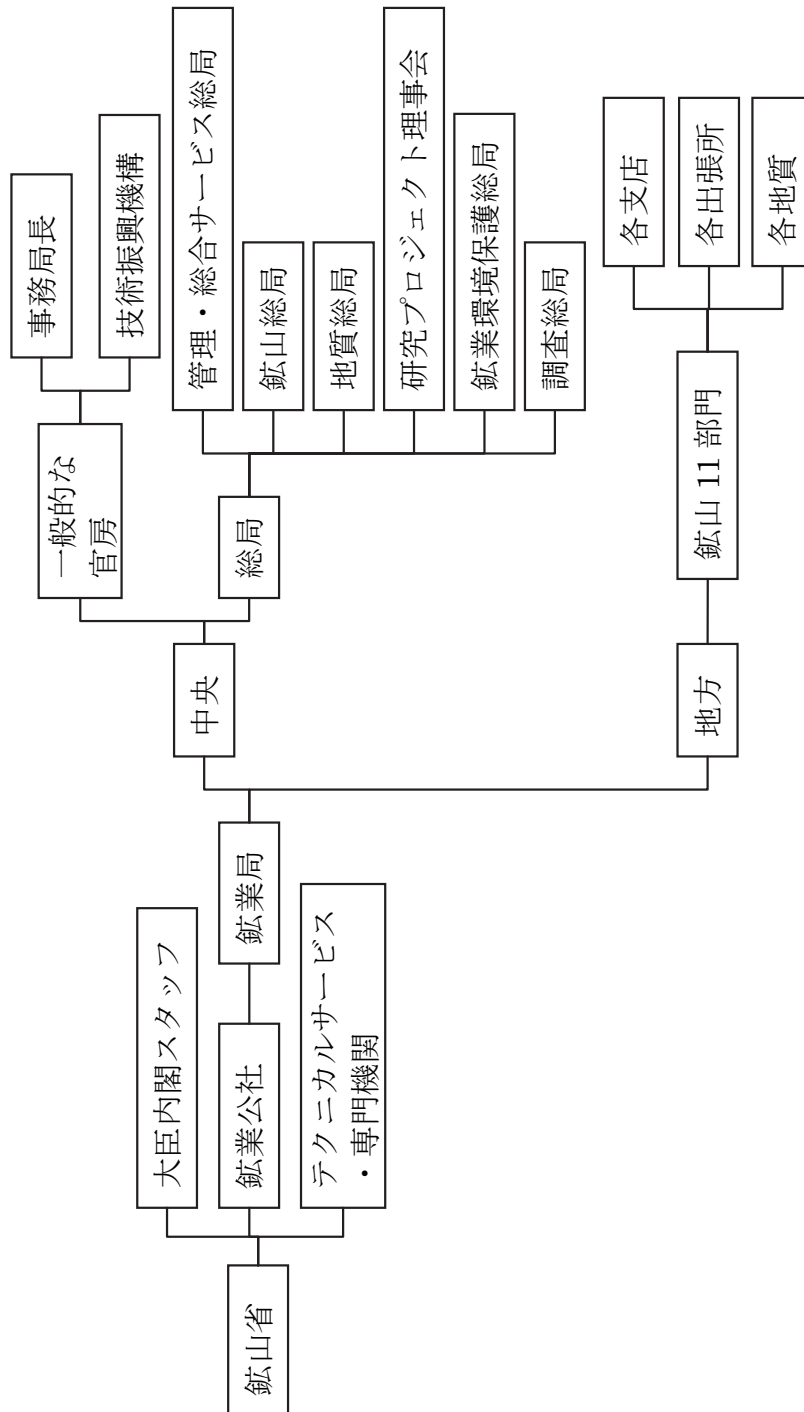 鉱山省
大臣内閣スタッフ
鉱業公社
テクニカルサービス
・専門機関
鉱業局
中央
地方
一般的な
官房
総局
鉱山 11 部門
事務局長
技術振興機構
管理・総合サービス総局
鉱山総局
地質総局
研究プロジェクト理事会
鉱業環境保護総局
調査総局
各支店
各出張所
各地質